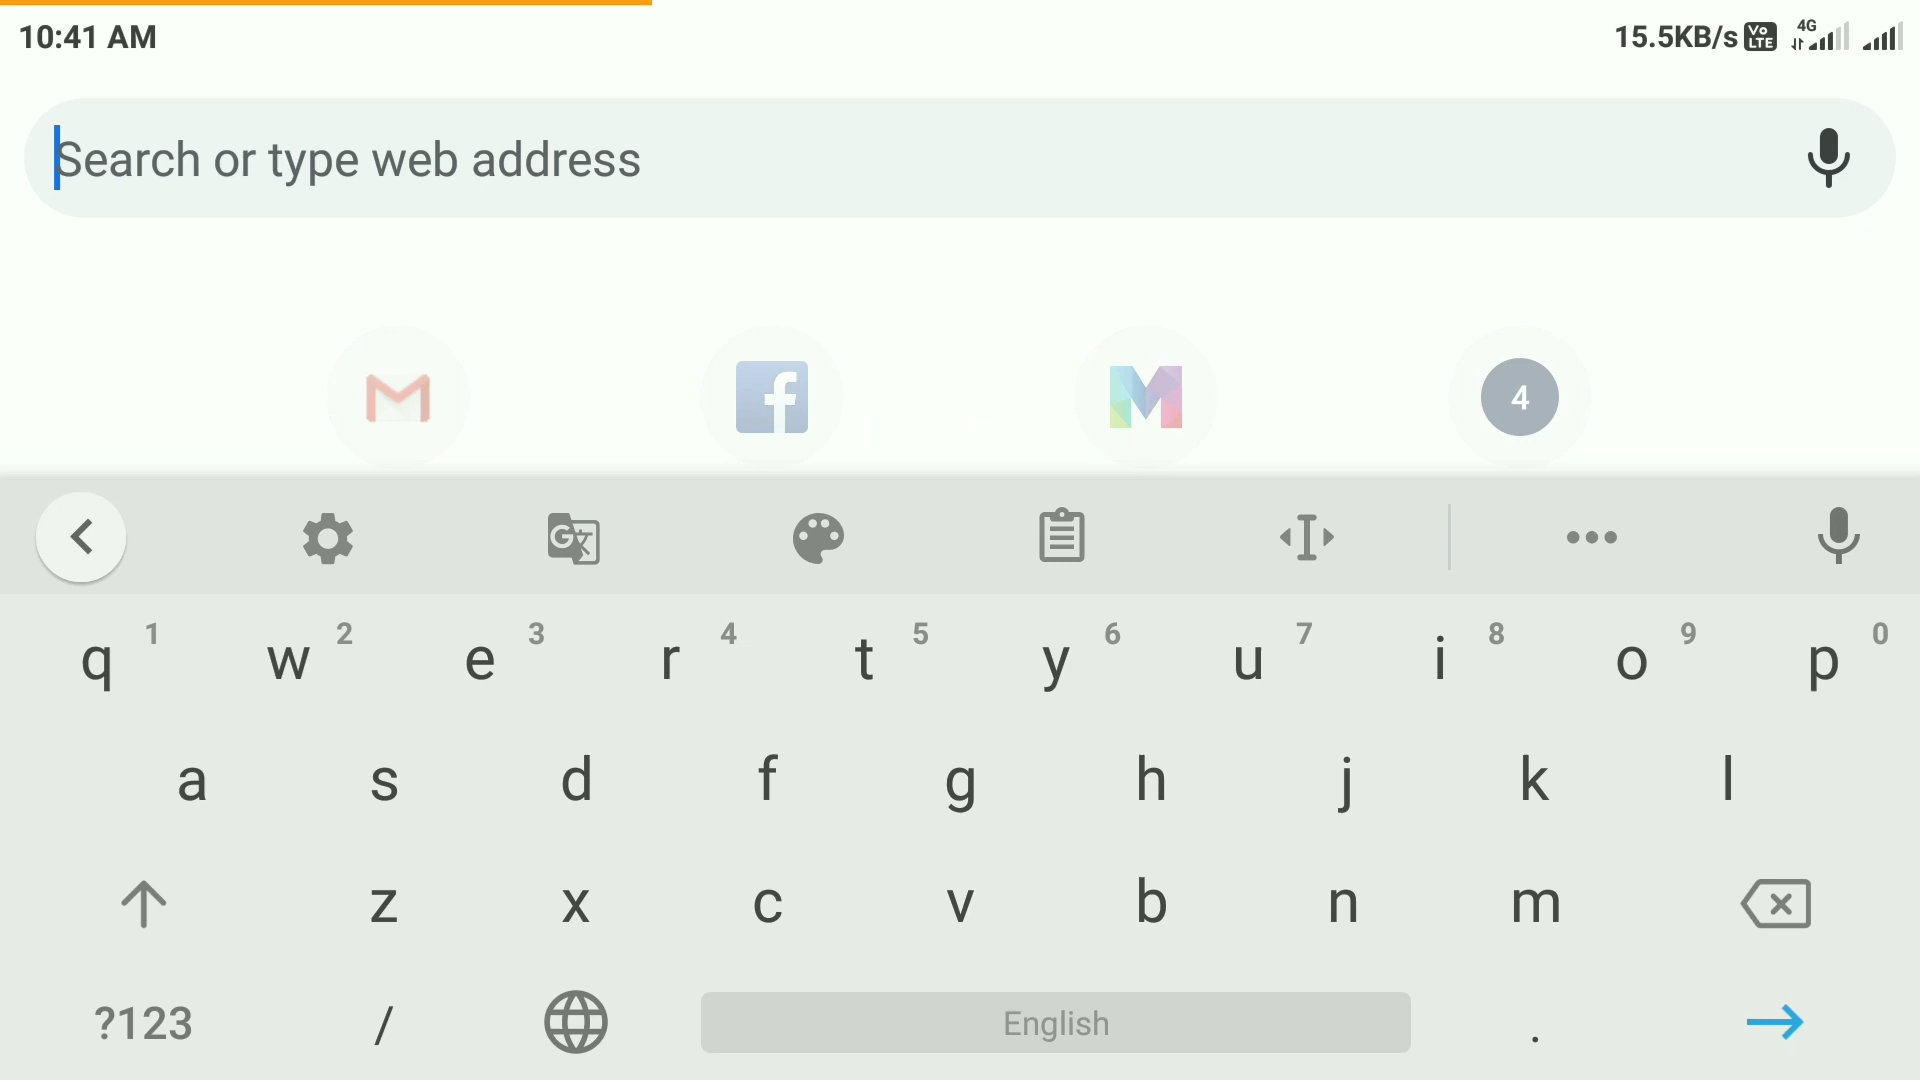 10:41 AM 15.5KB/s Vo LTE 4G
Search or type web address
4
q 1 w 2 e 3 r 4 t 5 y 6 u 7 i 8 o 9 p 0
a s d f g h j k l
z x c v b n m
?123 / English .